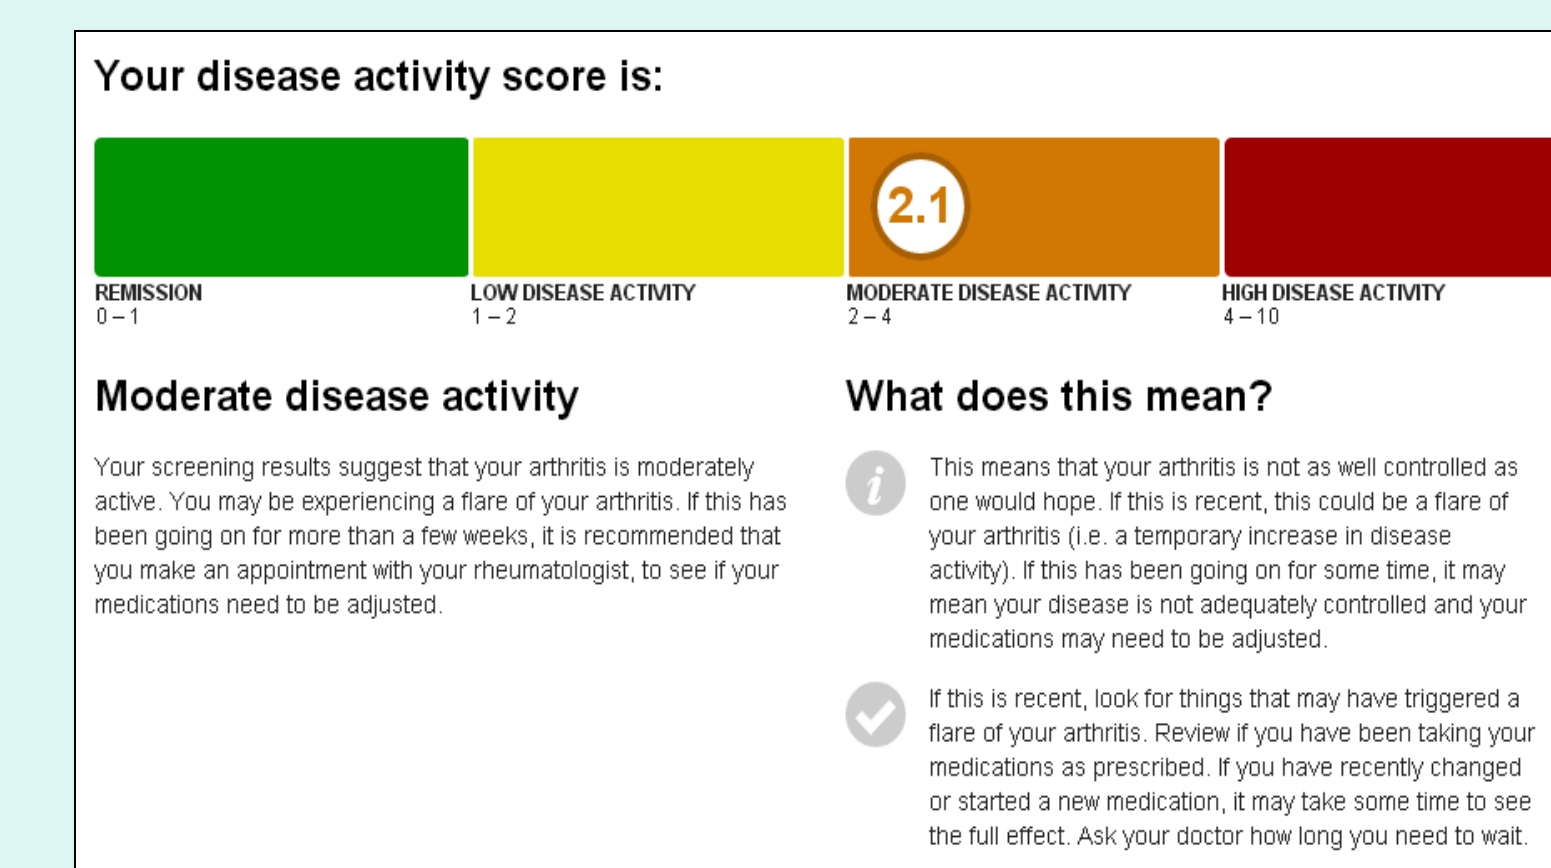 Your disease activity score is:
2.1
REMISSION
0 – 1
LOW DISEASE ACTIVITY
1 – 2
MODERATE DISEASE ACTIVITY
2 – 4
HIGH DISEASE ACTIVITY
4 – 10
Moderate disease activity
Your screening results suggest that your arthritis is moderately
active. You may be experiencing a flare of your arthritis. If this has
been going on for more than a few weeks, it is recommended that
you make an appointment with your rheumatologist, to see if your
medications need to be adjusted.
What does this mean?
i
This means that your arthritis is not as well controlled as
one would hope. If this is recent, this could be a flare of
your arthritis (i.e. a temporary increase in disease
activity). If this has been going on for some time, it may
mean your disease is not adequately controlled and your
medications may need to be adjusted.
If this is recent, look for things that may have triggered a
flare of your arthritis. Review if you have been taking your
medications as prescribed. If you have recently changed
or started a new medication, it may take some time to see
the full effect. Ask your doctor how long you need to wait.